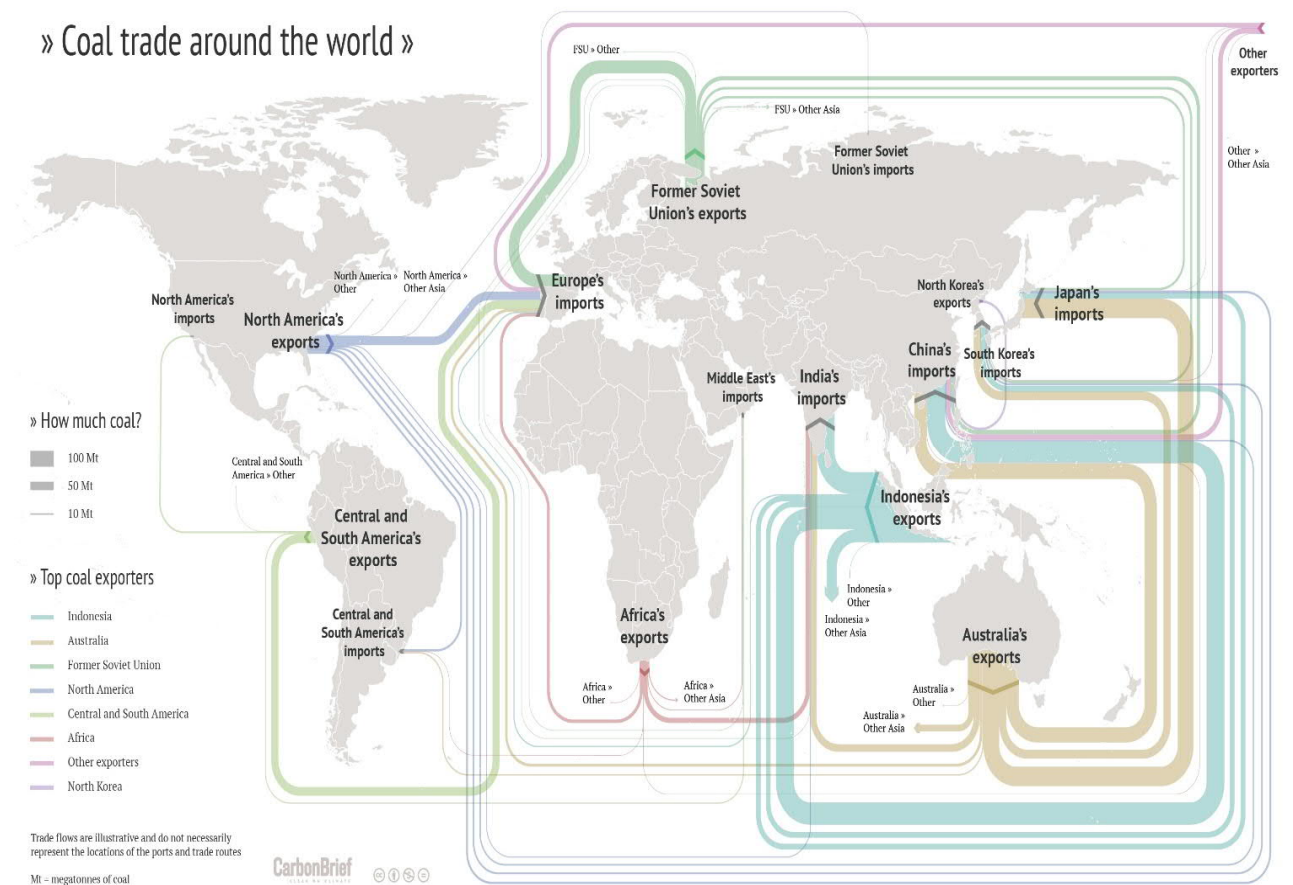 » Coal trade around the world »
FSU » Other
Other
exporters
FSU » Other Asia
Former Soviet
Union's imports
Other »
Other Asia
Former Soviet
Union's exports
North America »
Other
North America »
Other Asia
Europe's
imports
North America's
imports
North America's
exports
North Korea's
exports
Japan's
imports
China's
imports
South Korea's
imports
Middle East's
imports
India's
imports
» How much coal?
100 Mt
50 Mt
10 Mt
Central and South
America » Other
Central and
South America's
exports
Indonesia's
exports
» Top coal exporters
Indonesia
Australia
Former Soviet Union
North America
Central and South America
Africa
Other exporters
North Korea
Central and
South America's
imports
Africa's
exports
Indonesia »
Other
Indonesia »
Other Asia
Australia's
exports
Africa »
Other
Africa »
Other Asia
Australia »
Other
Australia »
Other Asia
Trade flows are illustrative and do not necessarily
represent the locations of the ports and trade routes
Mt = megatonnes of coal
CarbonBrief